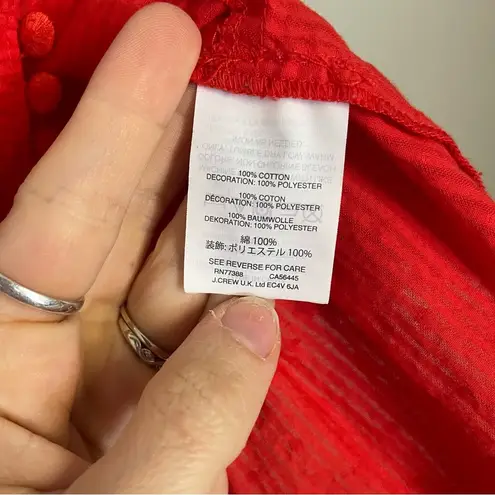 100% COTTON
DECORATION: 100% POLYESTER
100% COTON
DÉCORATION: 100% POLYESTER
100% BAUMWOLLE
DEKORATION: 100% POLYESTER
綿 100%
装飾: ポリエステル 100%
SEE REVERSE FOR CARE
RN77388 CA56445
J.CREW U.K. Ltd EC4V 6JA